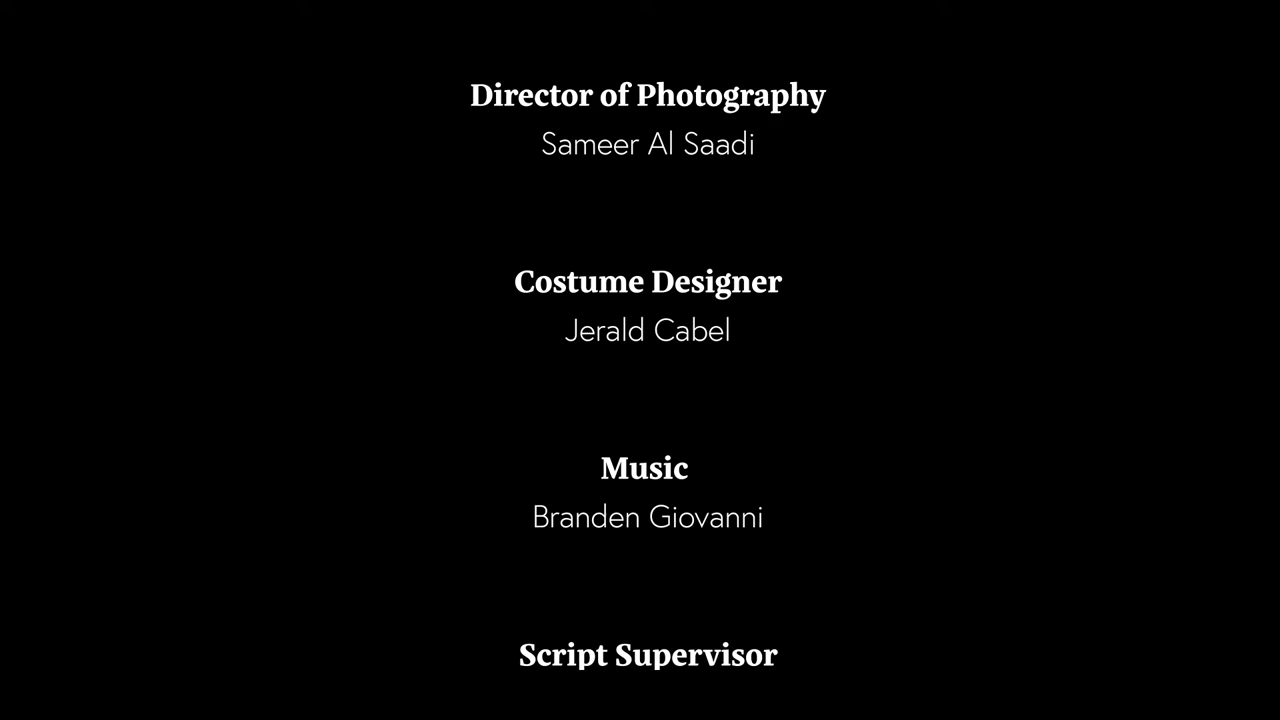 Director of Photography
Sameer Al Saadi
Costume Designer
Jerald Cabel
Music
Branden Giovanni
Script Supervisor